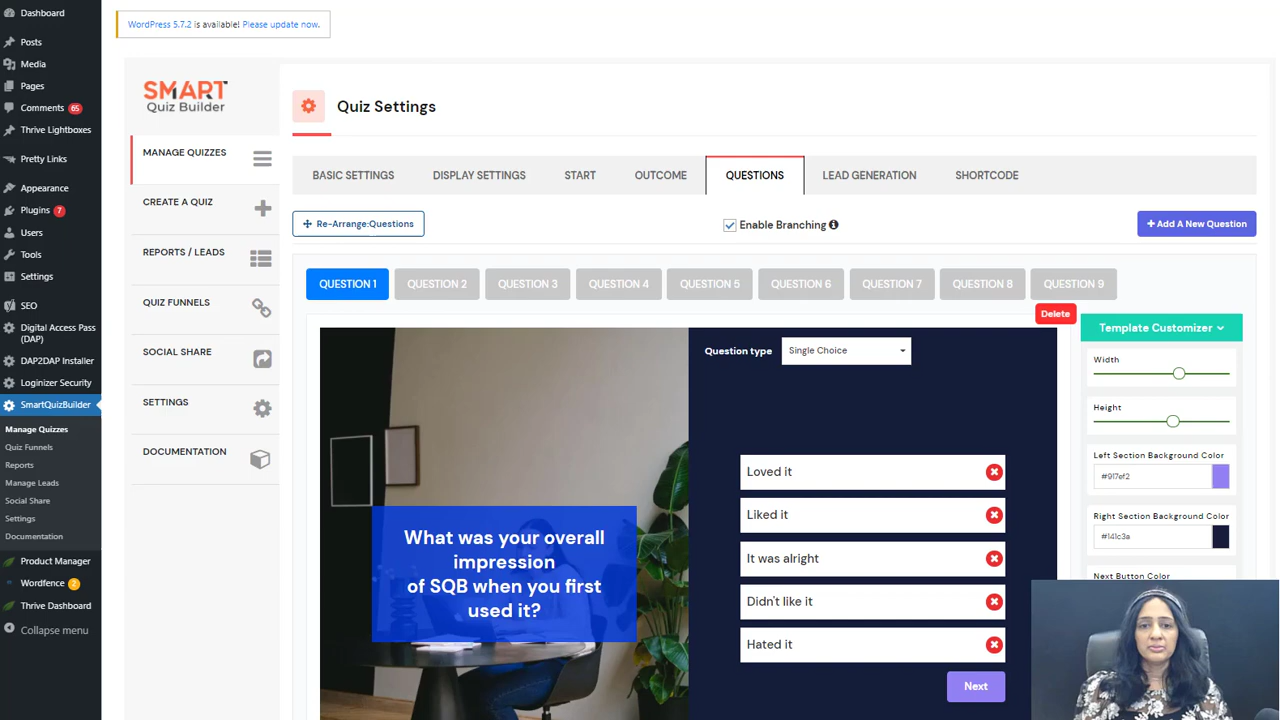 Dashboard
Posts
Media
Pages
Comments 65
Thrive Lightboxes
Pretty Links
Appearance
Plugins 7
Users
Tools
Settings
SEO
Digital Access Pass
(DAP)
DAP2DAP Installer
Loginizer Security
SmartQuizBuilder
Manage Quizzes
Quiz Funnels
Reports
Manage Leads
Social Share
Settings
Documentation
Product Manager
Wordfence 2
Thrive Dashboard
Collapse menu
WordPress 5.7.2 is available! Please update now.
SMART
Quiz Builder
MANAGE QUIZZES
CREATE A QUIZ
REPORTS / LEADS
QUIZ FUNNELS
SOCIAL SHARE
SETTINGS
DOCUMENTATION
Quiz Settings
BASIC SETTINGS DISPLAY SETTINGS START OUTCOME QUESTIONS LEAD GENERATION SHORTCODE
Re-Arrange:Questions Enable Branching + Add A New Question
QUESTION 1 QUESTION 2 QUESTION 3 QUESTION 4 QUESTION 5 QUESTION 6 QUESTION 7 QUESTION 8 QUESTION 9
Delete
Question type Single Choice
What was your overall
impression
of SQB when you first
used it?
Loved it
Liked it
It was alright
Didn't like it
Hated it
Next
Template Customizer
Width
Height
Left Section Background Color
#917ef2
Right Section Background Color
#141c3a
Next Button Color